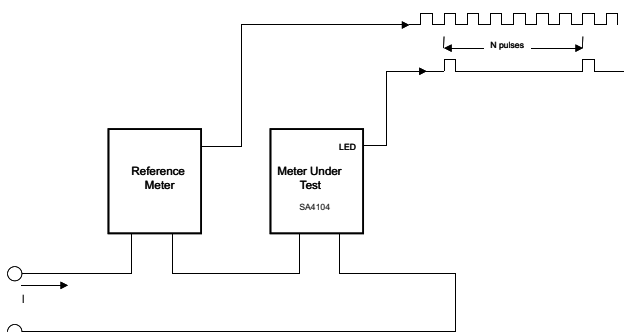 N pulses
LED
Reference
Meter
Meter Under
Test
SA4104
I